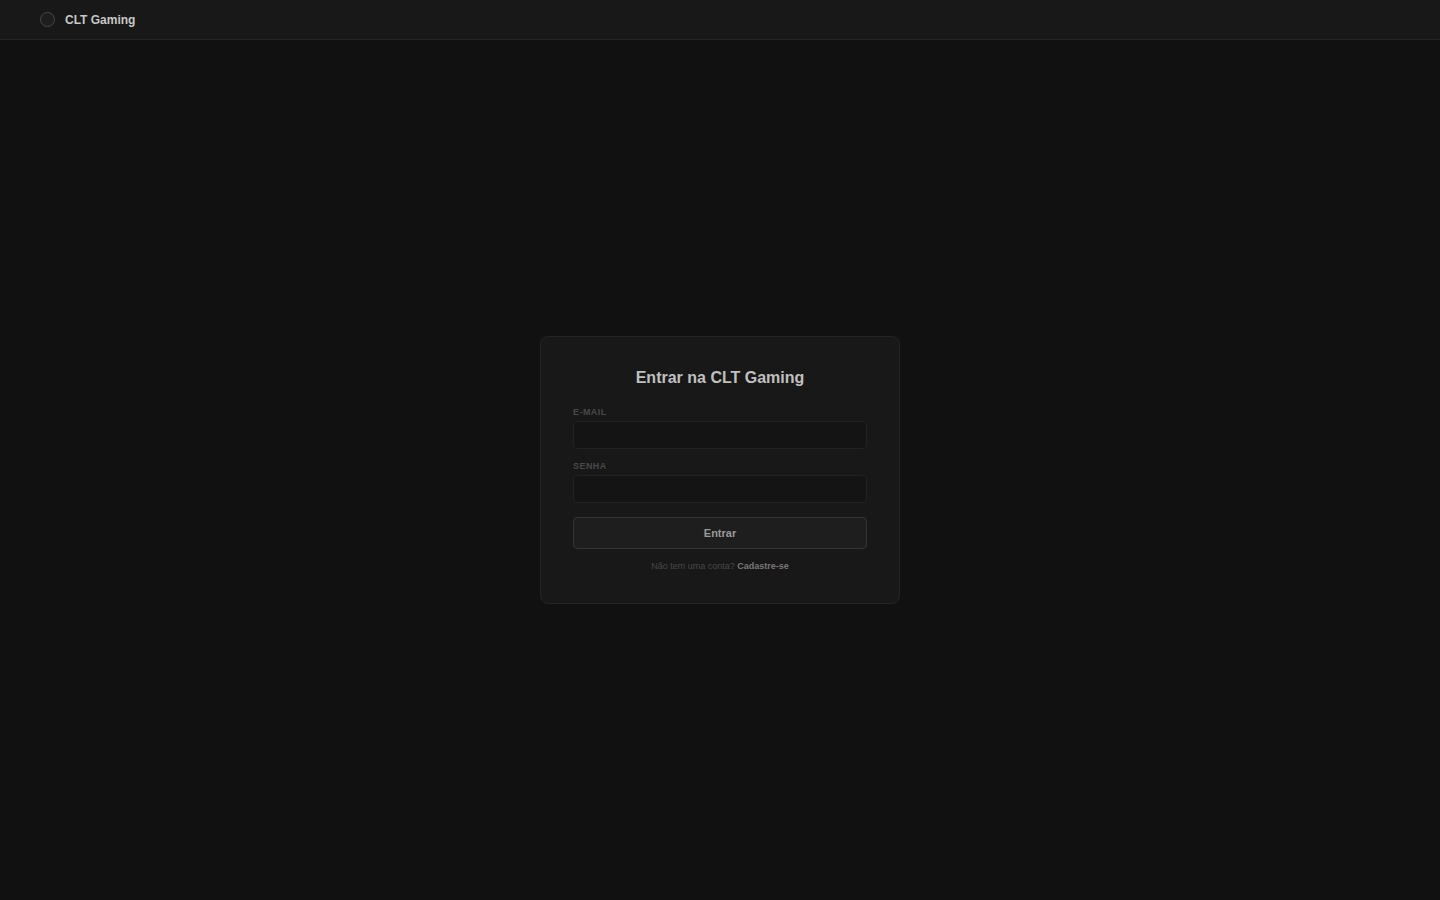 CLT Gaming
Entrar na CLT Gaming
E-MAIL
SENHA
Entrar
Não tem uma conta? Cadastre-se